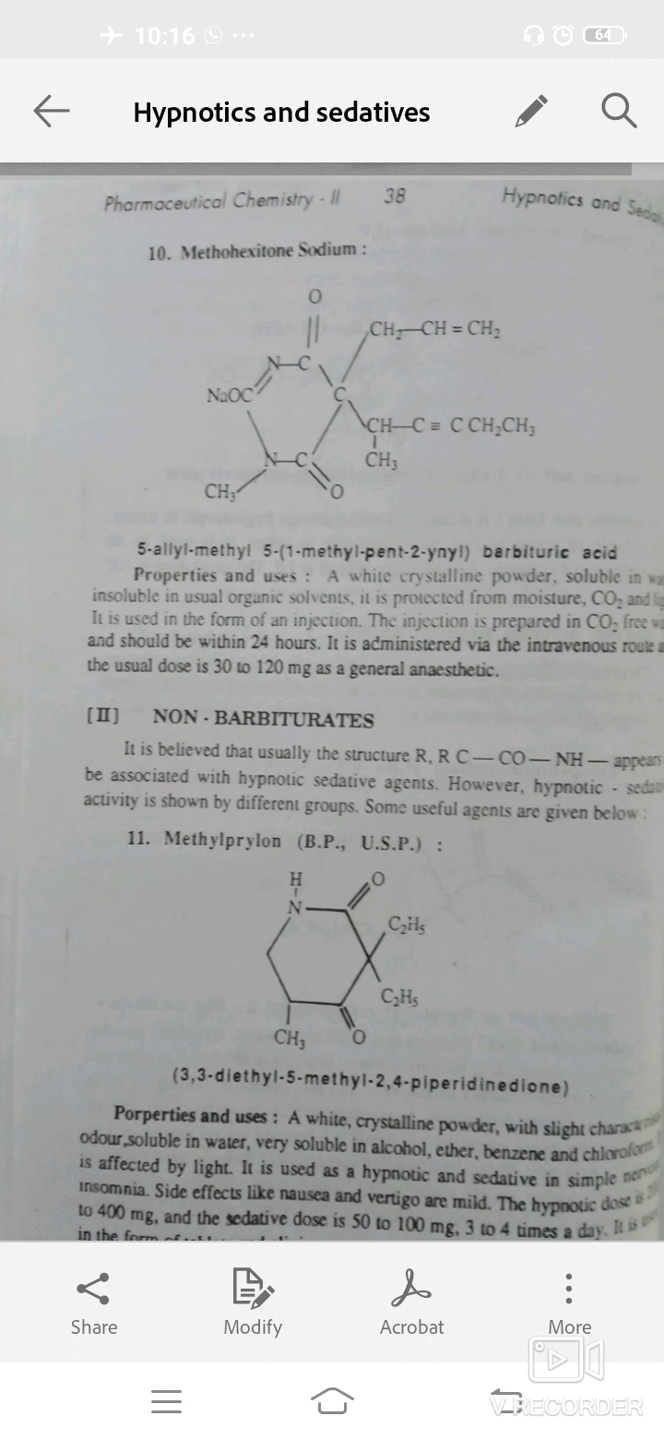 10:16
64
Hypnotics and sedatives
Pharmaceutical Chemistry - II 38 Hypnotics and
10. Methohexitone Sodium :
O
CH₂—CH = CH₂
N—C
NaOC
C
CH—C ≡ C CH₂CH₃
N—C
CH₃
CH₃
O
5-allyl-methyl 5-(1-methyl-pent-2-ynyl) barbituric acid
Properties and uses : A white crystalline powder, soluble in
insoluble in usual organic solvents, it is protected from moisture, CO₂ and
It is used in the form of an injection. The injection is prepared in CO₂ free
and should be within 24 hours. It is administered via the intravenous route
the usual dose is 30 to 120 mg as a general anaesthetic.
[II] NON - BARBITURATES
It is believed that usually the structure R, R C — CO — NH — appears
be associated with hypnotic sedative agents. However, hypnotic -
activity is shown by different groups. Some useful agents are given below :
11. Methylprylon (B.P., U.S.P.) :
H
O
N
C₂H₅
C₂H₅
CH₃
O
(3,3-diethyl-5-methyl-2,4-piperidinedione)
Porperties and uses : A white, crystalline powder, with slight
odour,soluble in water, very soluble in alcohol, ether, benzene and chloroform
is affected by light. It is used as a hypnotic and sedative in simple
insomnia. Side effects like nausea and vertigo are mild. The hypnotic dose is
to 400 mg, and the sedative dose is 50 to 100 mg, 3 to 4 times a day. It is
in the form of
Share
Modify
Acrobat
More
V RECORDER